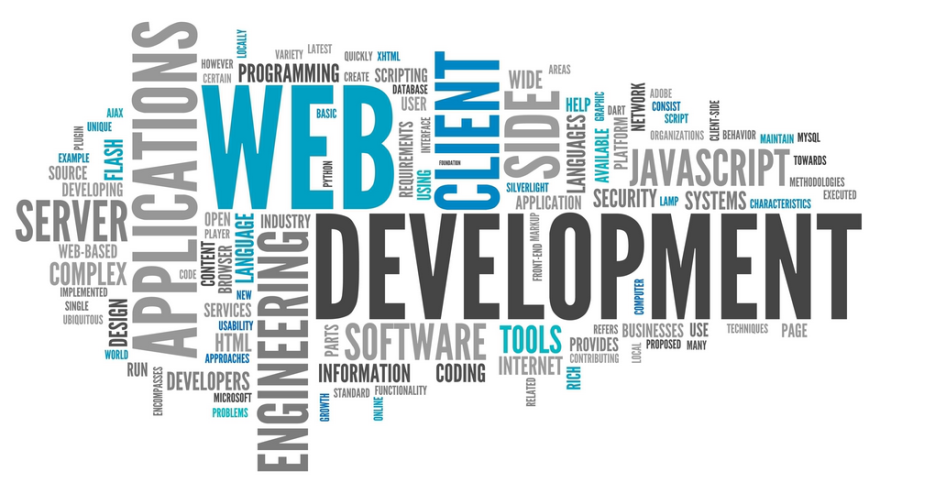 APPLICATIONS
LOCALLY
VARIETY
LATEST
HOWEVER
CERTAIN
PROGRAMMING
QUICKLY
XHTML
CREATE
SCRIPTING
DATABASE
USER
WEB
BASIC
PYTHON
REQUIREMENTS
INTERFACE
USING
FOUNDATION
CLIENT
SIDE
WIDE
AREAS
SILVERLIGHT
APPLICATION
HELP
LANGUAGES
GRAPHIC
AVAILABLE
DART
PLATFORM
NETWORK
ADOBE
CONSIST
SCRIPT
ORGANIZATIONS
CLIENT-SIDE
BEHAVIOR
MAINTAIN
MYSQL
JAVASCRIPT
TOWARDS
METHODOLOGIES
EXECUTED
SECURITY
LAMP
SYSTEMS
CHARACTERISTICS
AJAX
PLUGIN
UNIQUE
EXAMPLE
FLASH
SOURCE
DEVELOPING
SERVER
WEB-BASED
COMPLEX
IMPLEMENTED
SINGLE
UBIQUITOUS
DESIGN
WORLD
RUN
ENCOMPASSES
CODE
OPEN
PLAYER
CONTENT
BROWSER
LANGUAGE
INDUSTRY
NEW
SERVICES
USABILITY
HTML
APPROACHES
DEVELOPERS
MICROSOFT
PROBLEMS
ENGINEERING
DEVELOPMENT
FRONT-END
MARKUP
COMPUTER
PARTS
SOFTWARE
TOOLS
INTERNET
INFORMATION
CODING
GROWTH
STANDARD
FUNCTIONALITY
ONLINE
RELATED
RICH
REFERS
PROVIDES
CONTRIBUTING
BUSINESSES
LOCAL
PROPOSED
USE
MANY
TECHNIQUES
PAGE